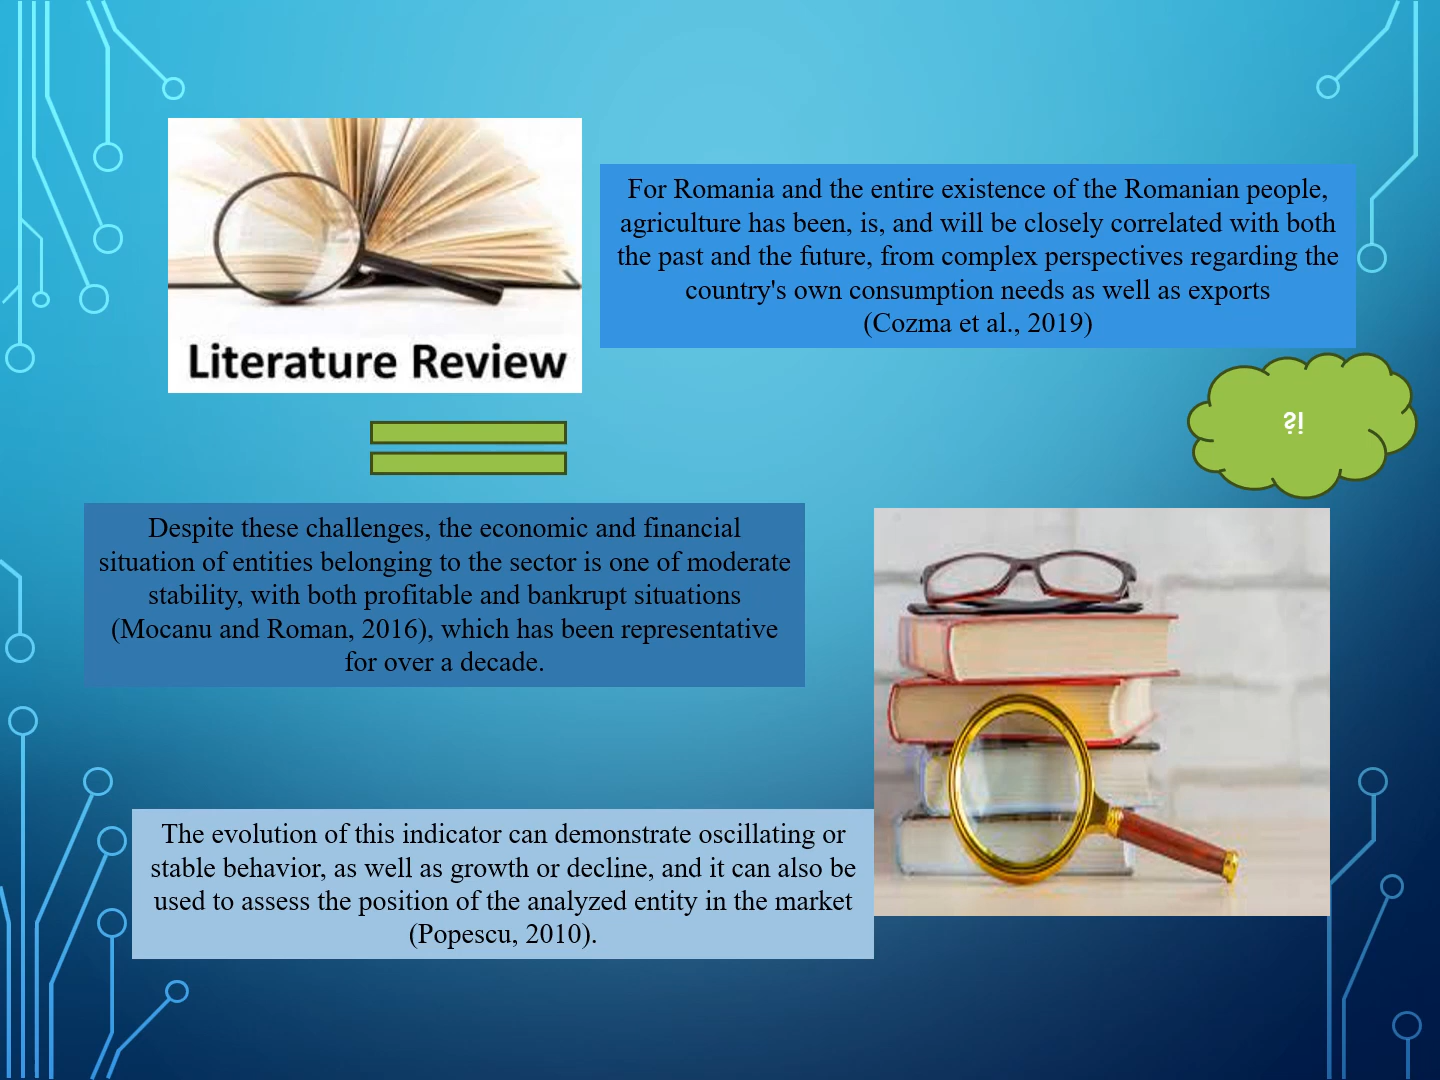 Literature Review
For Romania and the entire existence of the Romanian people,
agriculture has been, is, and will be closely correlated with both
the past and the future, from complex perspectives regarding the
country's own consumption needs as well as exports
(Cozma et al., 2019)
și
Despite these challenges, the economic and financial
situation of entities belonging to the sector is one of moderate
stability, with both profitable and bankrupt situations
(Mocanu and Roman, 2016), which has been representative
for over a decade.
The evolution of this indicator can demonstrate oscillating or
stable behavior, as well as growth or decline, and it can also be
used to assess the position of the analyzed entity in the market
(Popescu, 2010).